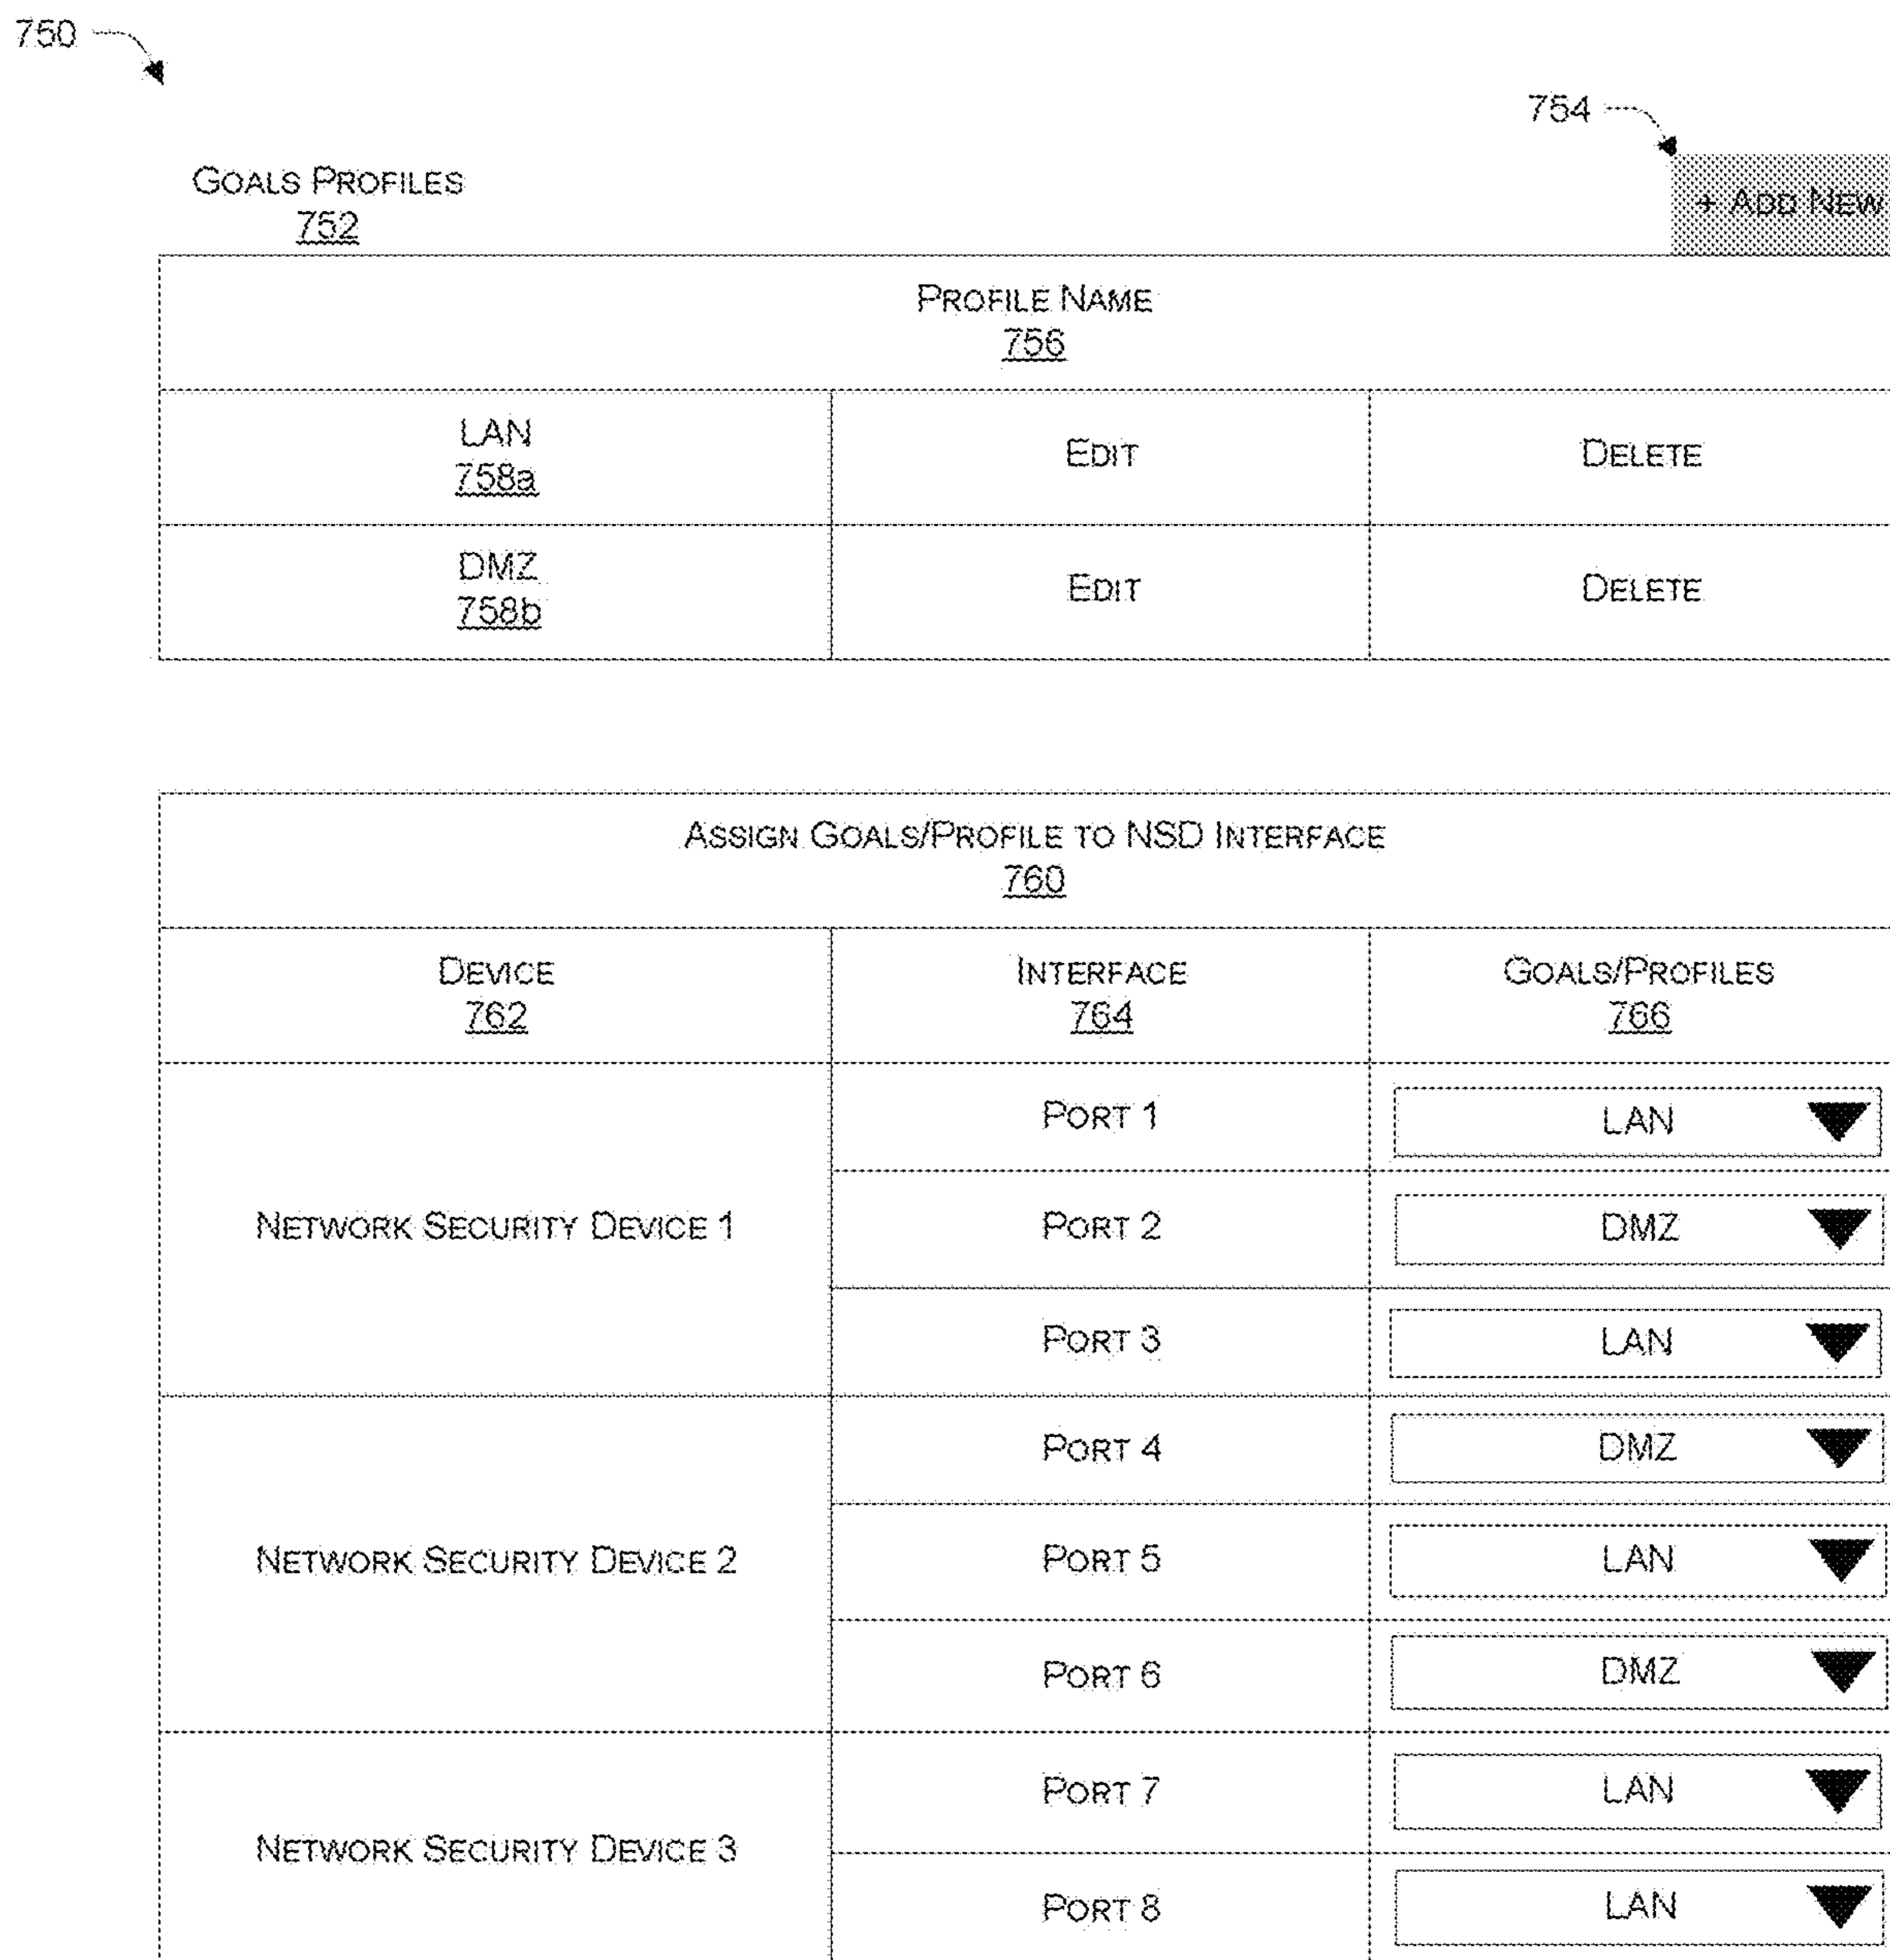 750
754
GOALS PROFILES
752
+ ADD NEW
PROFILE NAME
756
LAN
758a
EDIT
DELETE
DMZ
758b
EDIT
DELETE
ASSIGN GOALS/PROFILE TO NSD INTERFACE
760
DEVICE
762
INTERFACE
764
GOALS/PROFILES
766
NETWORK SECURITY DEVICE 1
PORT 1
LAN
PORT 2
DMZ
PORT 3
LAN
NETWORK SECURITY DEVICE 2
PORT 4
DMZ
PORT 5
LAN
PORT 6
DMZ
NETWORK SECURITY DEVICE 3
PORT 7
LAN
PORT 8
LAN